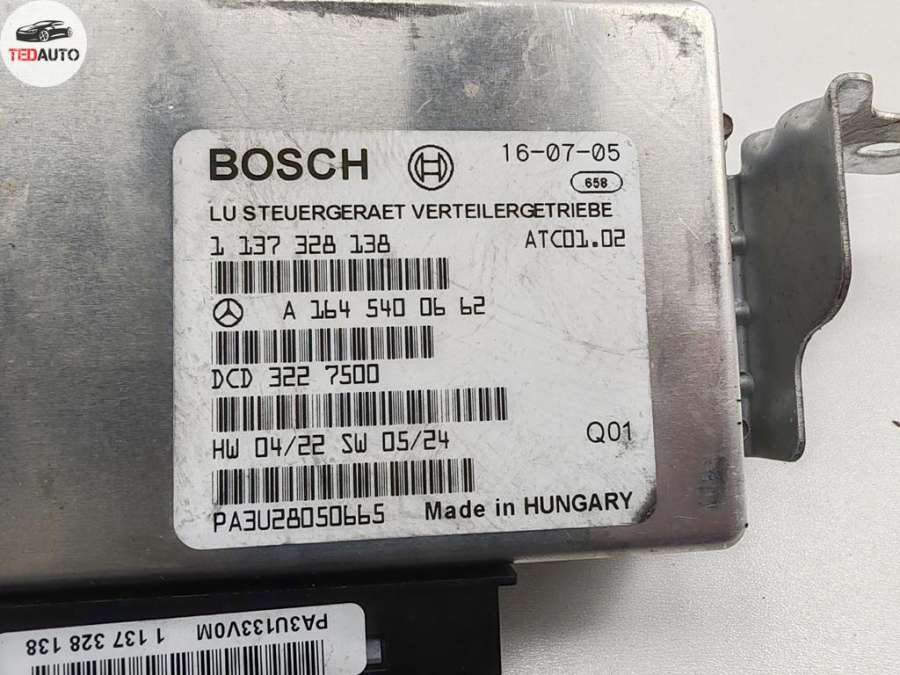 TEDAUTO
BOSCH 16-07-05
658
LU STEUERGERAET VERTEILERGETRIEBE
1 137 328 138 ATC01.02
A 164 540 06 62
DCD 322 7500
HW 04/22 SW 05/24 Q01
PA3U28050665 Made in HUNGARY
PA3U133V0M
1 137 328 138